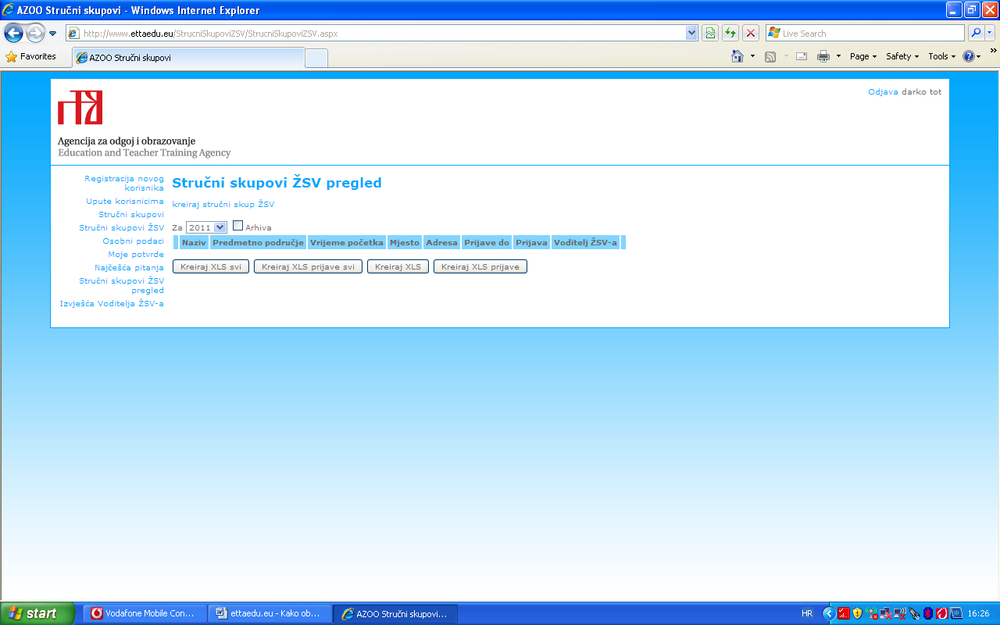 AZOO Stručni skupovi - Windows Internet Explorer
http://www.ettaedu.eu/StrucniSkupoviZSV/StrucniSkupoviZSV.aspx
Live Search
Favorites
AZOO Stručni skupovi
Page
Safety
Tools
Odjava darko tot
Agencija za odgoj i obrazovanje
Education and Teacher Training Agency
Registracija novog
korisnika
Upute korisnicima
Stručni skupovi
Stručni skupovi ŽSV
Osobni podaci
Moje potvrde
Najčešća pitanja
Stručni skupovi ŽSV
pregled
Izvješća Voditelja ŽSV-a
Stručni skupovi ŽSV pregled
kreiraj stručni skup ŽSV
Za 2011 Arhiva
Naziv Predmetno područje Vrijeme početka Mjesto Adresa Prijave do Prijava Voditelj ŽSV-a
Kreiraj XLS svi Kreiraj XLS prijave svi Kreiraj XLS Kreiraj XLS prijave
start
Vodafone Mobile Con...
ettaedu.eu - Kako ob...
AZOO Stručni skupovi...
HR
16:26